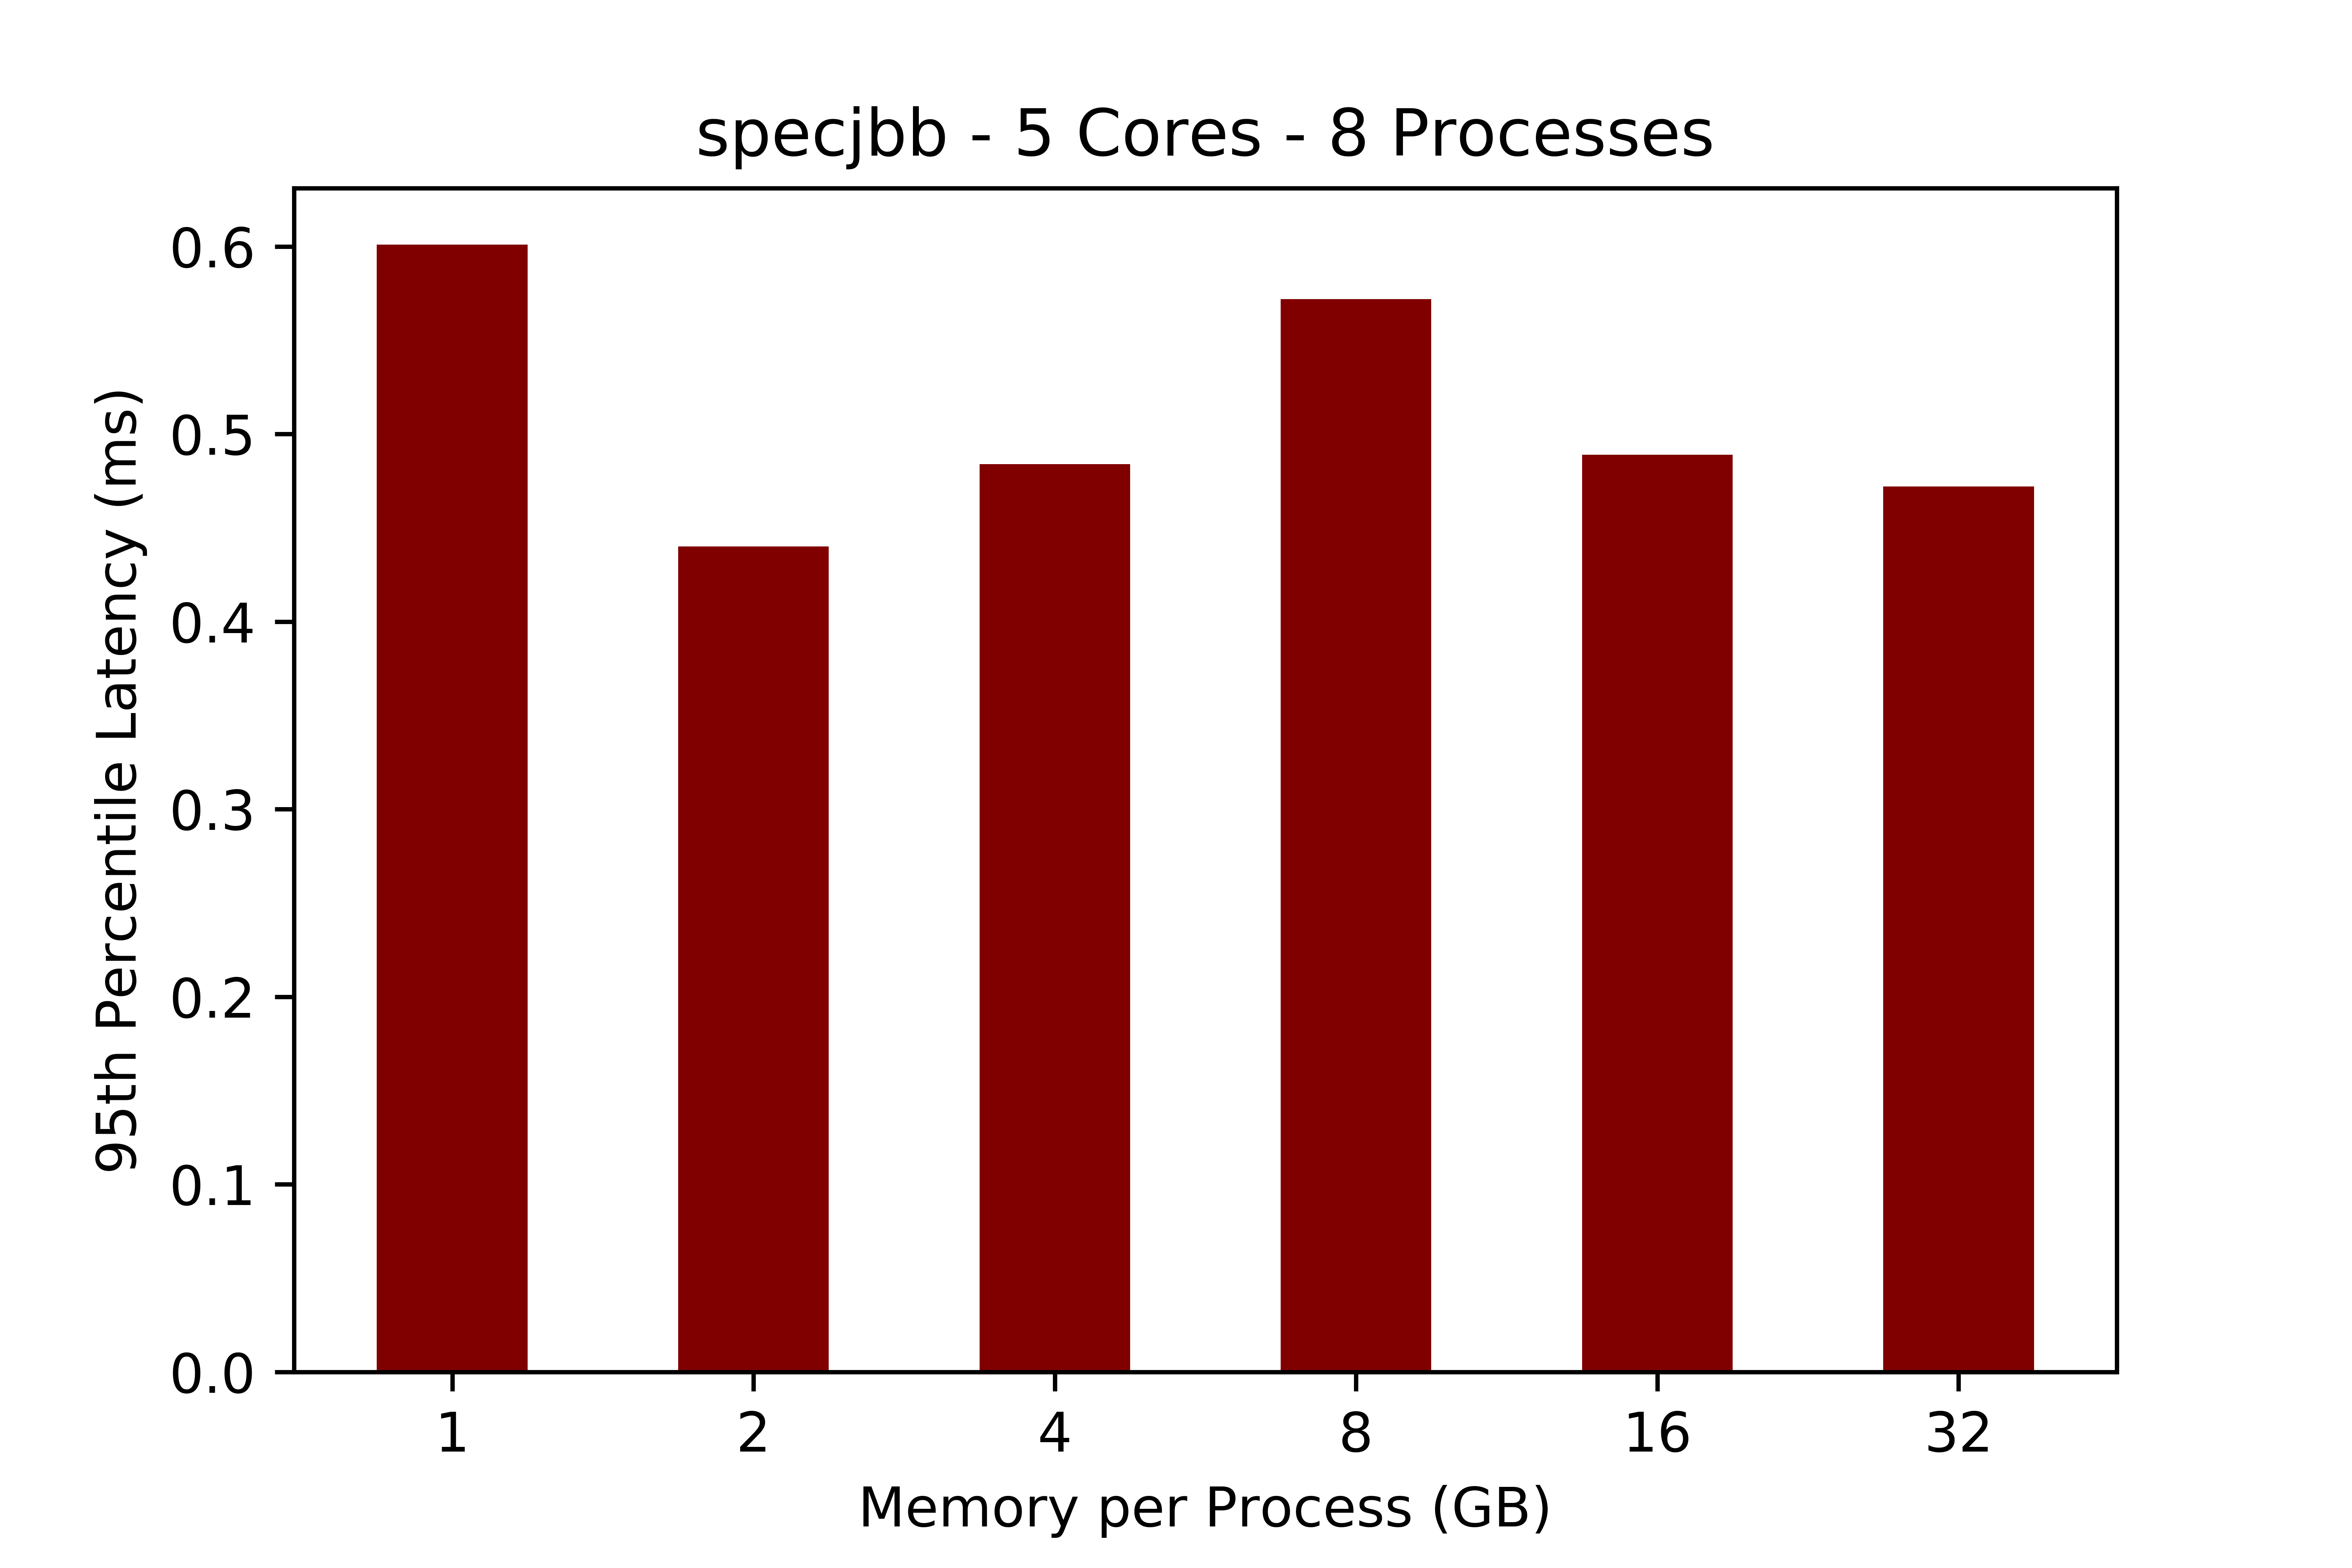 specjbb - 5 Cores - 8 Processes
95th Percentile Latency (ms)
0.6
0.5
0.4
0.3
0.2
0.1
0.0
1 2 4 8 16 32
Memory per Process (GB)